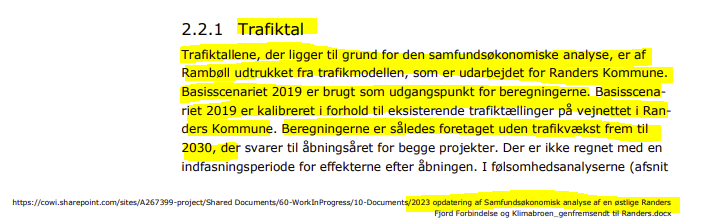 2.2.1 Trafiktal
Trafiktallene, der ligger til grund for den samfundsøkonomiske analyse, er af
Rambøll udtrukket fra trafikmodellen, som er udarbejdet for Randers Kommune.
Basisscenariet 2019 er brugt som udgangspunkt for beregningerne. Basisscena-
riet 2019 er kalibreret i forhold til eksisterende trafiktællinger på vejnettet i Ran-
ders Kommune. Beregningerne er således foretaget uden trafikvækst frem til
2030, der svarer til åbningsåret for begge projekter. Der er ikke regnet med en
indfasningsperiode for effekterne efter åbningen. I følsomhedsanalyserne (afsnit
https://cowi.sharepoint.com/sites/A267399-project/Shared Documents/60-WorkInProgress/10-Documents/2023 opdatering af Samfundsøkonomisk analyse af en østlige Randers
Fjord Forbindelse og Klimabroen_genfremsendt til Randers.docx